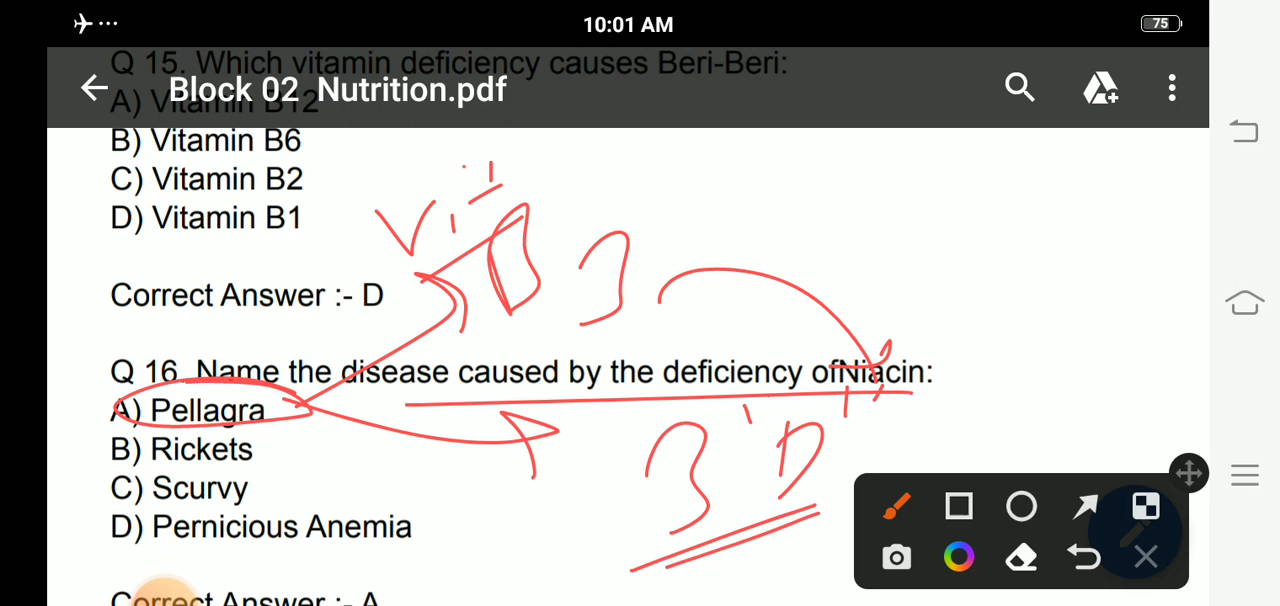 10:01 AM
75
Q 15. Which vitamin deficiency causes Beri-Beri:
Block 02 Nutrition.pdf
A) Vitamin B12
B) Vitamin B6
C) Vitamin B2
D) Vitamin B1
Vit B3
Correct Answer :- D
Q 16. Name the disease caused by the deficiency ofNiacin:
A) Pellagra
3'D
B) Rickets
C) Scurvy
D) Pernicious Anemia
Correct Answer :- A